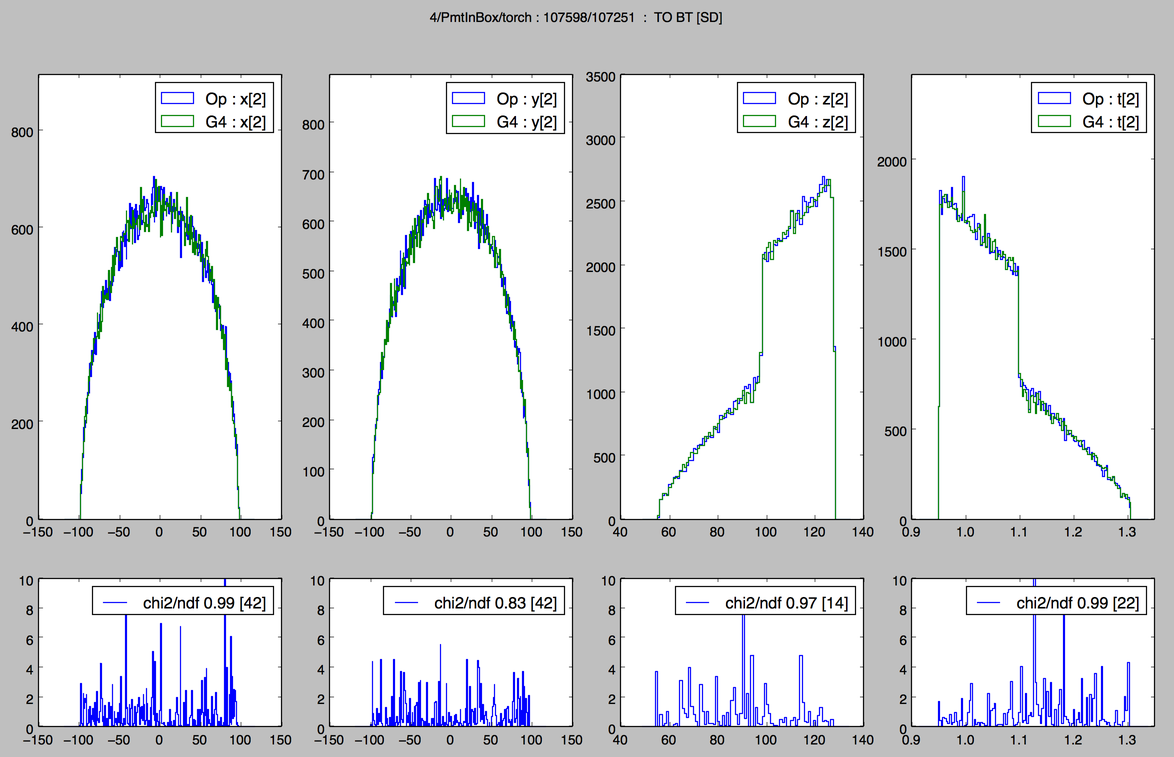 4/PmtInBox/torch : 107598/107251 : TO BT [SD]
Op : x[2]
G4 : x[2]
800
600
400
200
0
−150 −100 −50 0 50 100 150
Op : y[2]
G4 : y[2]
800
700
600
500
400
300
200
100
0
−150 −100 −50 0 50 100 150
Op : z[2]
G4 : z[2]
3500
3000
2500
2000
1500
1000
500
0
40 60 80 100 120 140
Op : t[2]
G4 : t[2]
2000
1500
1000
500
0
0.9 1.0 1.1 1.2 1.3
chi2/ndf 0.99 [42]
10
8
6
4
2
0
−150 −100 −50 0 50 100 150
chi2/ndf 0.83 [42]
10
8
6
4
2
0
−150 −100 −50 0 50 100 150
chi2/ndf 0.97 [14]
10
8
6
4
2
0
40 60 80 100 120 140
chi2/ndf 0.99 [22]
10
8
6
4
2
0
0.9 1.0 1.1 1.2 1.3